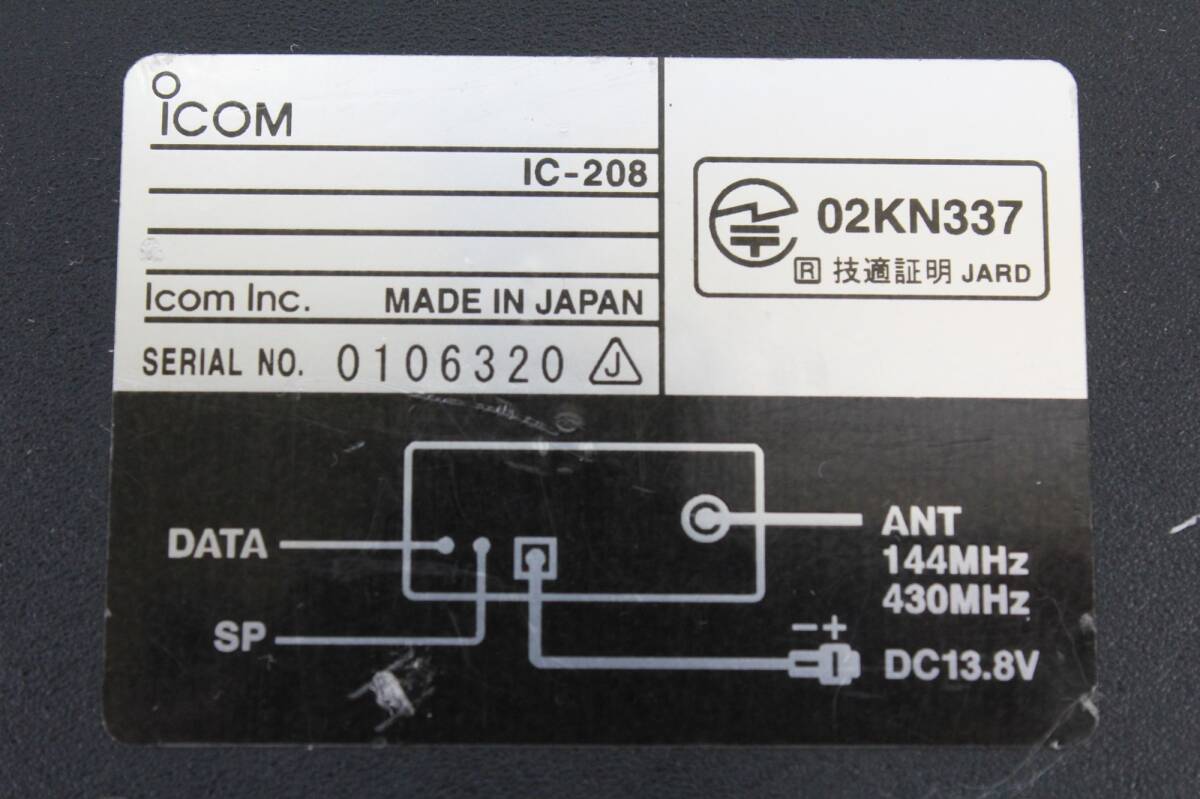 ICOM
IC-208
Icom Inc. MADE IN JAPAN
SERIAL NO. 0106320 J
02KN337
R 技適証明 JARD
DATA
SP
ANT
144MHz
430MHz
− +
DC13.8V